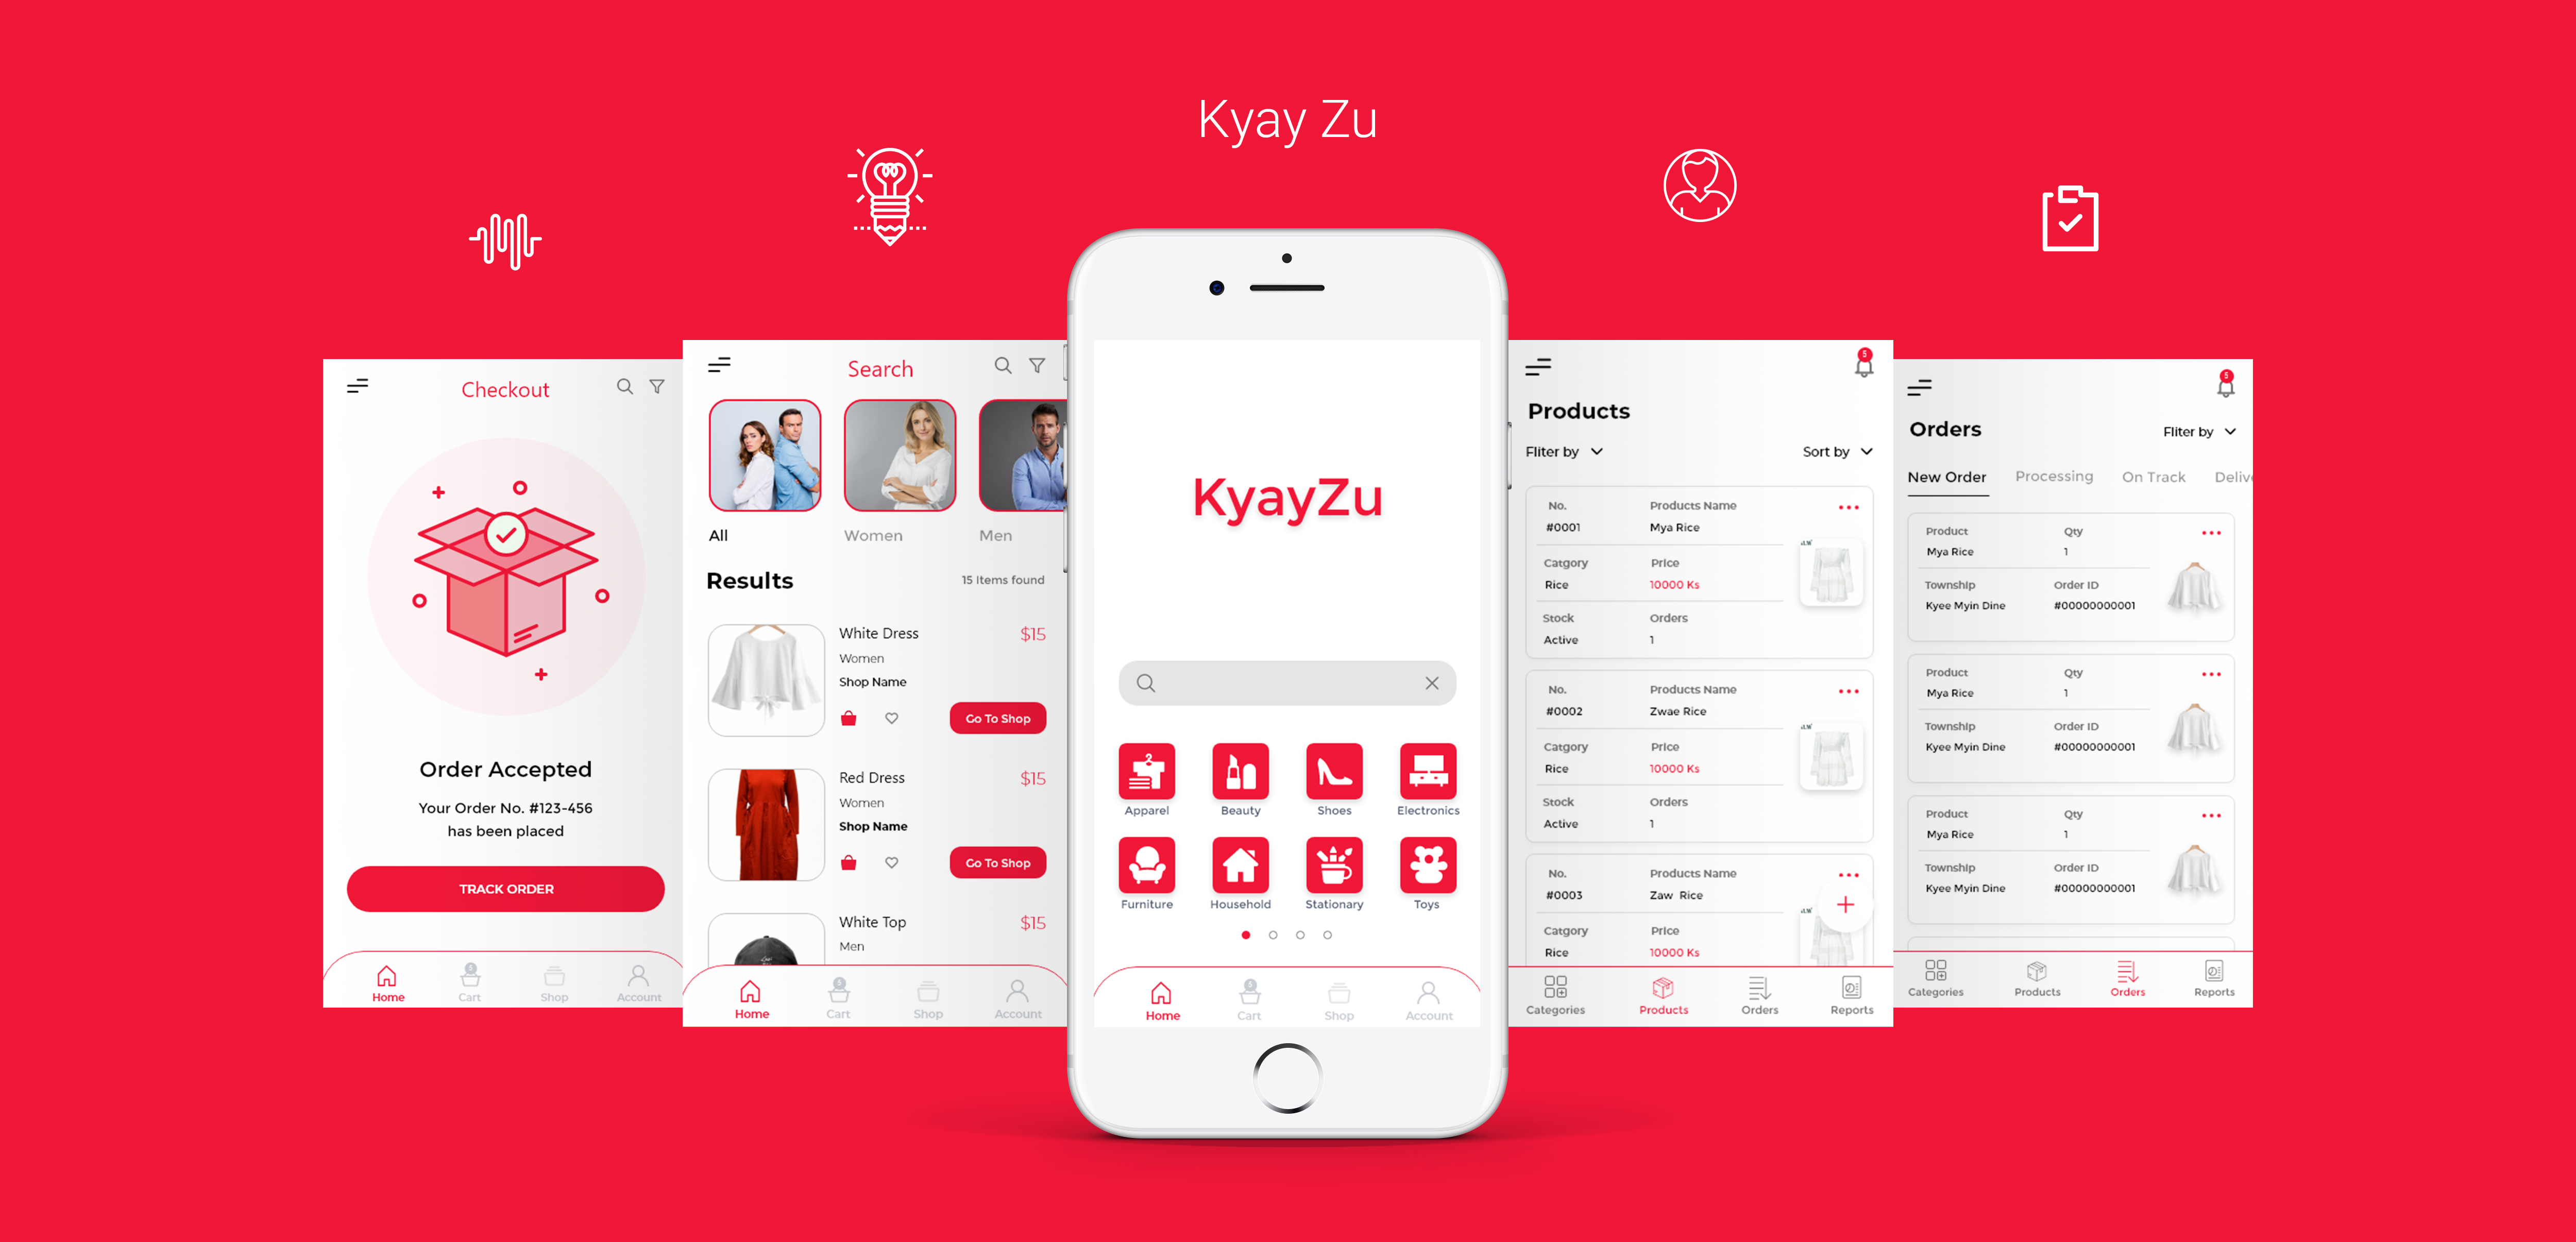 Kyay Zu
Checkout
Order Accepted
Your Order No. #123-456
has been placed
TRACK ORDER
Home Cart Shop Account
Search
All Women Men
Results 15 Items found
White Dress $15
Women
Shop Name
Go To Shop
Red Dress $15
Women
Shop Name
Go To Shop
White Top $15
Men
Home Cart Shop Account
KyayZu
Apparel Beauty Shoes Electronics
Furniture Household Stationary Toys
Home Cart Shop Account
5
Products
Fliter by Sort by
No. Products Name
#0001 Mya Rice
Catgory Price
Rice 10000 Ks
Stock Orders
Active 1
No. Products Name
#0002 Zwae Rice
Catgory Price
Rice 10000 Ks
Stock Orders
Active 1
No. Products Name
#0003 Zaw Rice
Catgory Price
Rice 10000 Ks
Categories Products Orders Reports
5
Orders Fliter by
New Order Processing On Track Delive
Product Qty
Mya Rice 1
Township Order ID
Kyee Myin Dine #00000000001
Product Qty
Mya Rice 1
Township Order ID
Kyee Myin Dine #00000000001
Product Qty
Mya Rice 1
Township Order ID
Kyee Myin Dine #00000000001
Categories Products Orders Reports